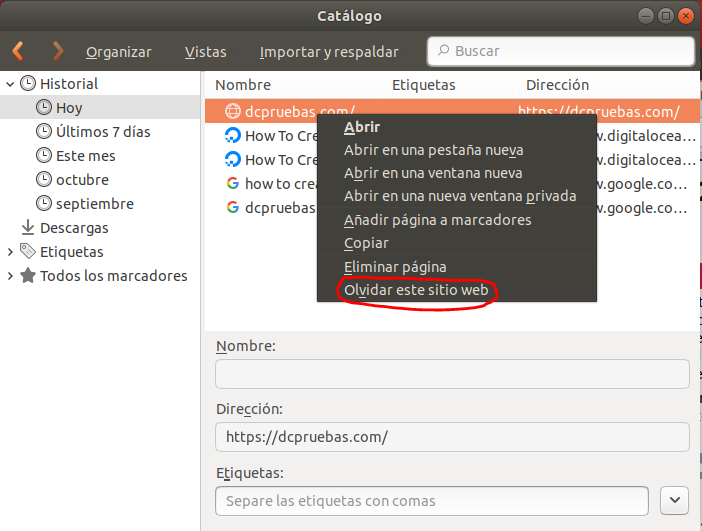 Catálogo
Organizar Vistas Importar y respaldar Buscar
Historial
Hoy
Últimos 7 días
Este mes
octubre
septiembre
Descargas
Etiquetas
Todos los marcadores
Nombre Etiquetas Dirección
dcpruebas.com/ https://dcpruebas.com/
How To Cre w.digitalocea...
How To Cre w.digitalocea...
how to crea w.google.co...
dcpruebas w.google.co...
Abrir
Abrir en una pestaña nueva
Abrir en una ventana nueva
Abrir en una nueva ventana privada
Añadir página a marcadores
Copiar
Eliminar página
Olvidar este sitio web
Nombre:
Dirección:
https://dcpruebas.com/
Etiquetas:
Separe las etiquetas con comas